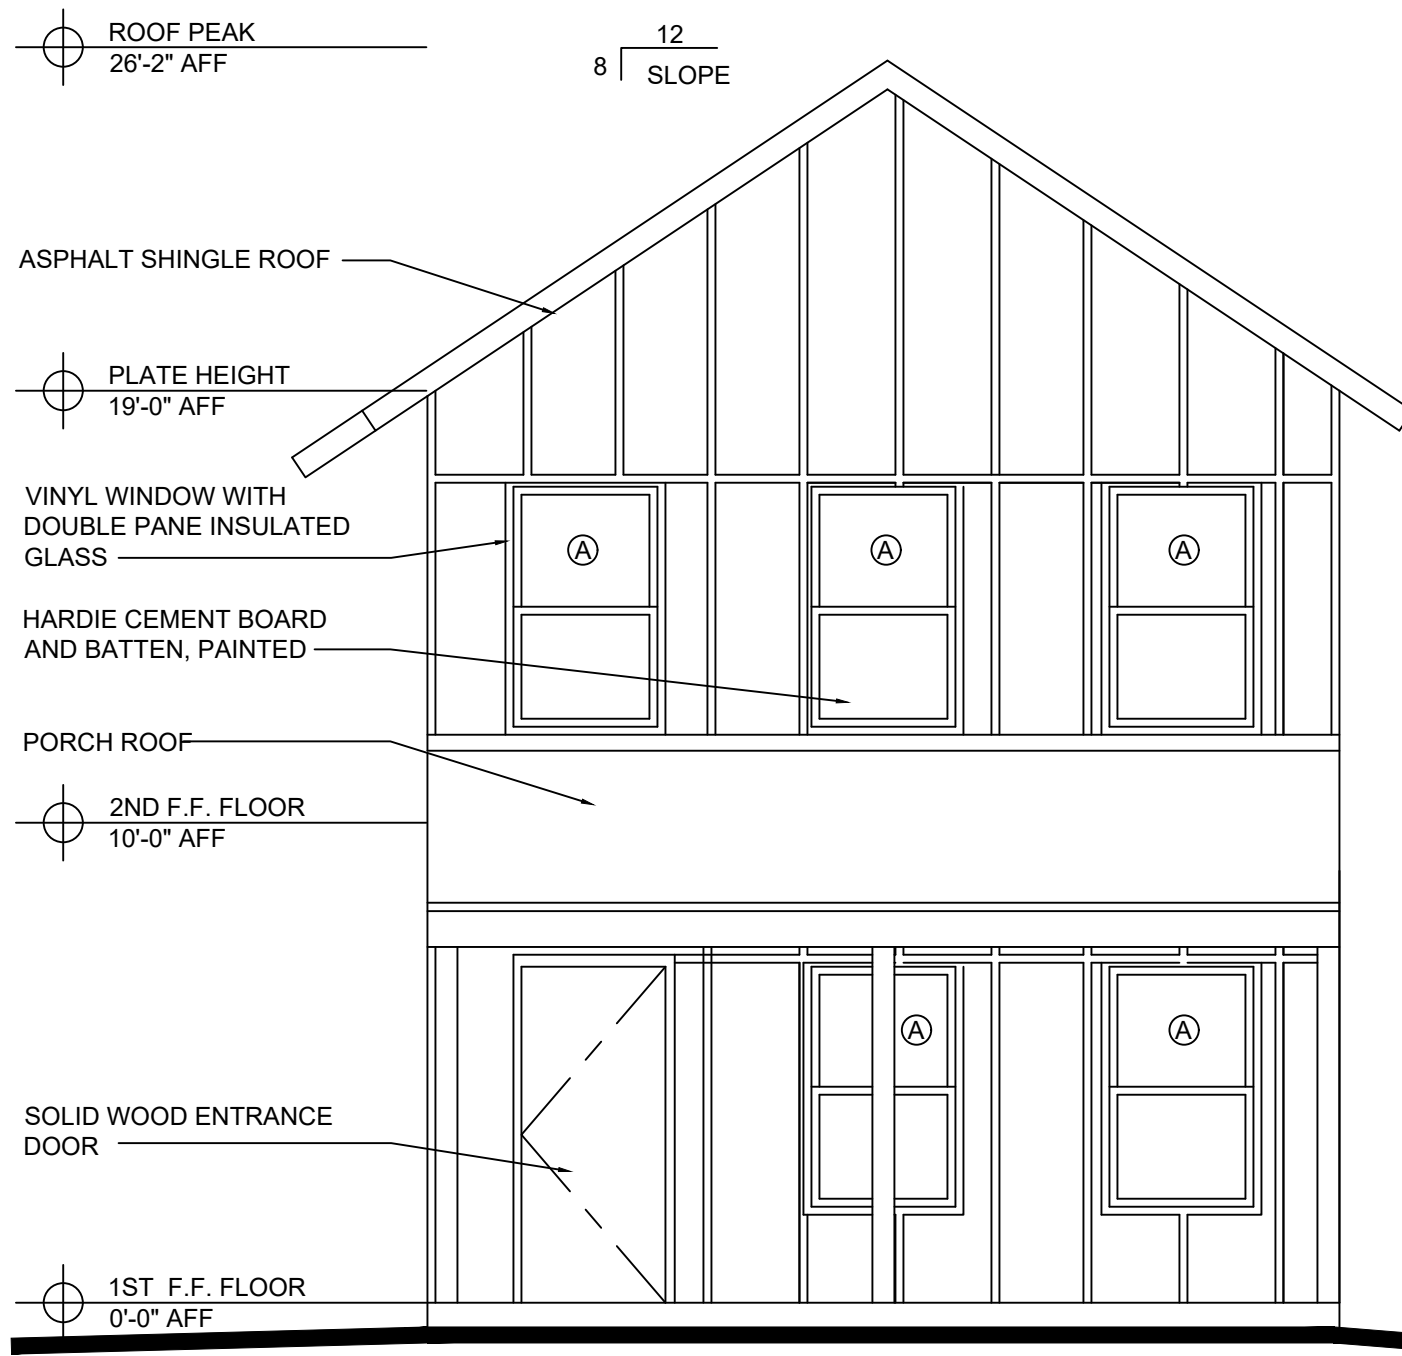 ROOF PEAK
26'-2" AFF
12
8
SLOPE
ASPHALT SHINGLE ROOF
PLATE HEIGHT
19'-0" AFF
VINYL WINDOW WITH
DOUBLE PANE INSULATED
GLASS
A
A
A
HARDIE CEMENT BOARD
AND BATTEN, PAINTED
PORCH ROOF
2ND F.F. FLOOR
10'-0" AFF
A
A
SOLID WOOD ENTRANCE
DOOR
1ST F.F. FLOOR
0'-0" AFF